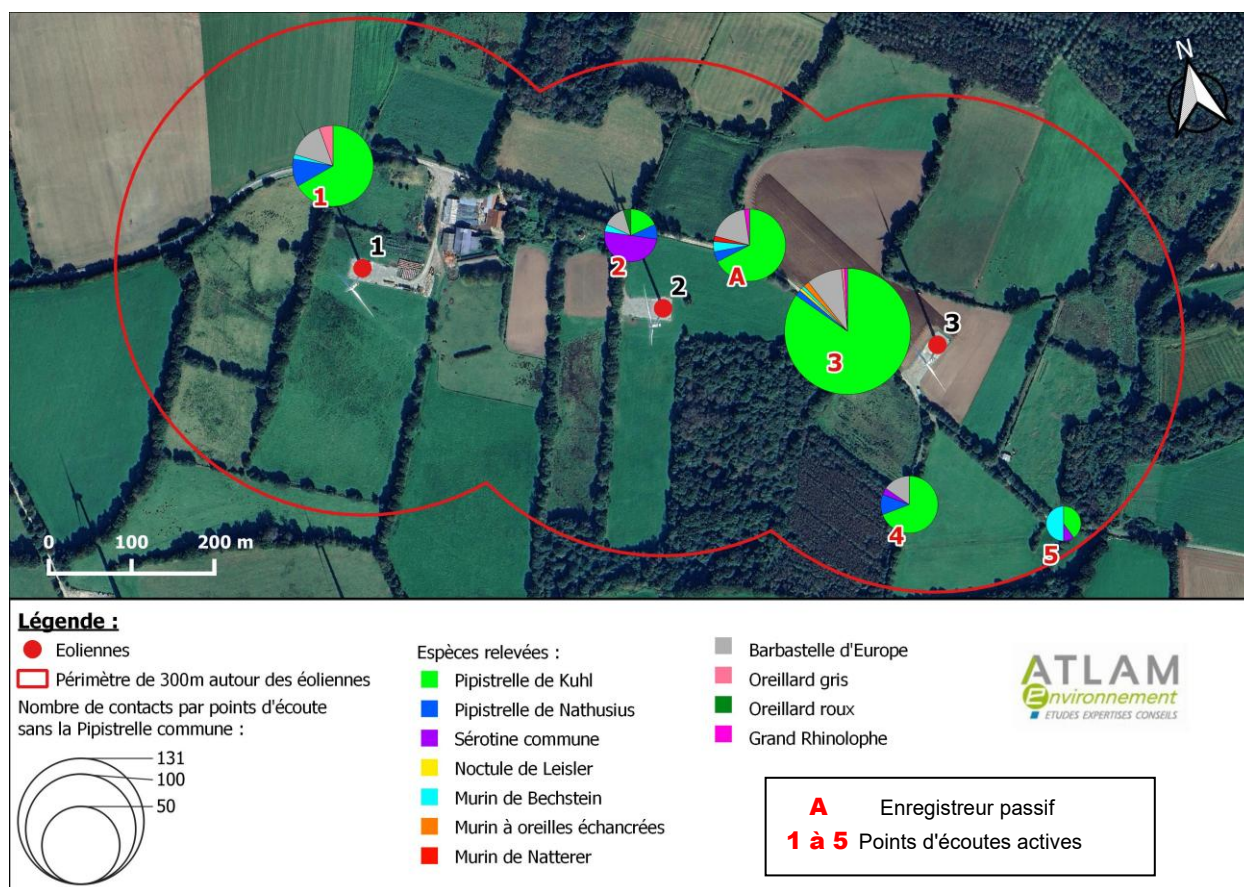 N
1
1
2
2
A
3
3
4
5
0 100 200 m
Légende :
Eoliennes
Périmètre de 300m autour des éoliennes
Nombre de contacts par points d'écoute
sans la Pipistrelle commune :
131
100
50
Espèces relevées :
Pipistrelle de Kuhl
Pipistrelle de Nathusius
Sérotine commune
Noctule de Leisler
Murin de Bechstein
Murin à oreilles échancrées
Murin de Natterer
Barbastelle d'Europe
Oreillard gris
Oreillard roux
Grand Rhinolophe
ATLAM
environnement
ETUDES EXPERTISES CONSEILS
A Enregistreur passif
1 à 5 Points d'écoutes actives